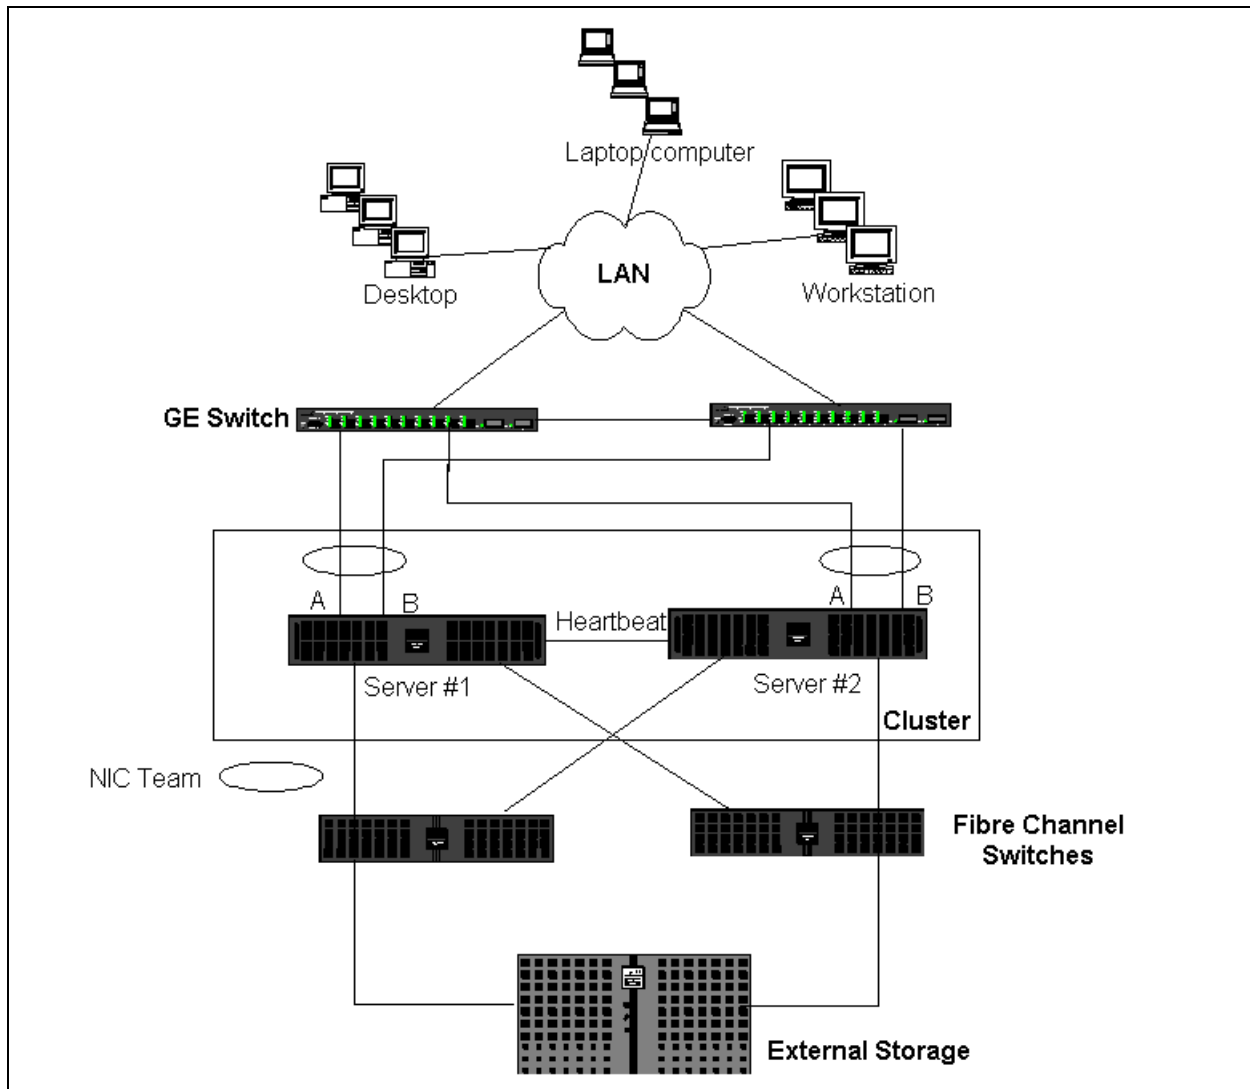 Laptop computer
Desktop
LAN
Workstation
GE Switch
A
B
A
B
Heartbeat
Server #1
Server #2
Cluster
NIC Team
Fibre Channel
Switches
External Storage